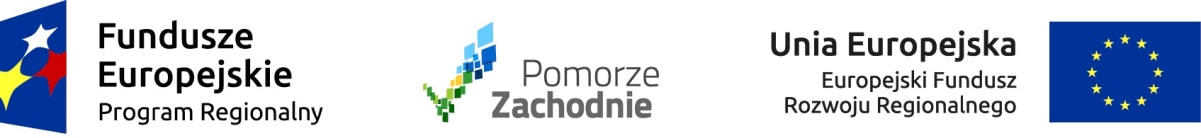 Fundusze
Europejskie
Program Regionalny
Pomorze
Zachodnie
Unia Europejska
Europejski Fundusz
Rozwoju Regionalnego